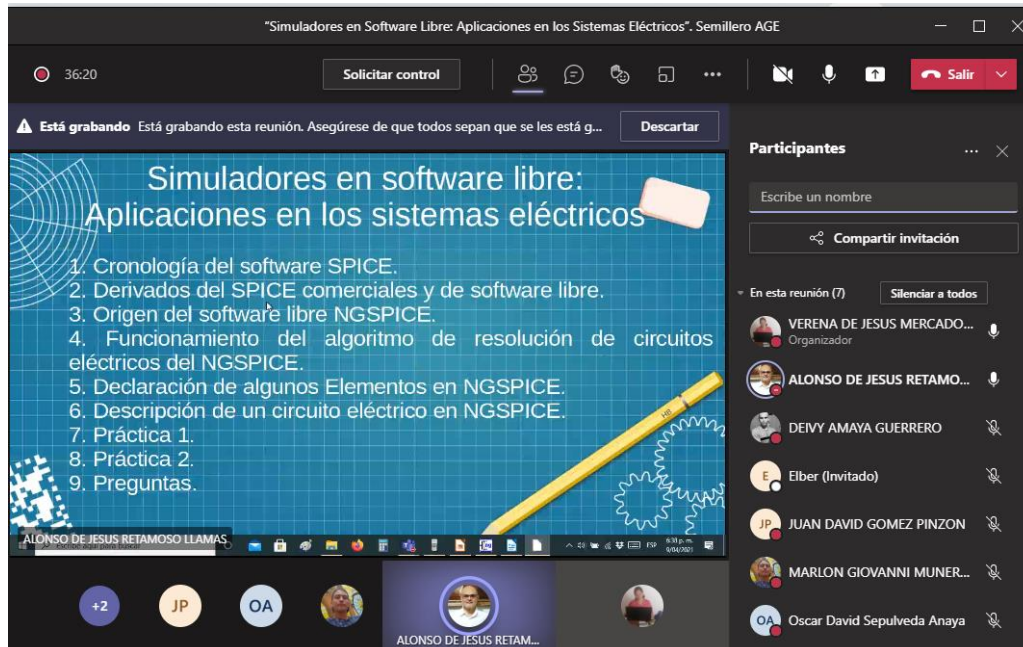 "Simuladores en Software Libre: Aplicaciones en los Sistemas Eléctricos". Semillero AGE
36:20
Solicitar control
Salir
Está grabando Está grabando esta reunión. Asegúrese de que todos sepan que se les está g...
Descartar
Simuladores en software libre:
Aplicaciones en los sistemas eléctricos
1. Cronología del software SPICE.
2. Derivados del SPICE comerciales y de software libre.
3. Origen del software libre NGSPICE.
4. Funcionamiento del algoritmo de resolución de circuitos
eléctricos del NGSPICE.
5. Declaración de algunos Elementos en NGSPICE.
6. Descripción de un circuito eléctrico en NGSPICE.
7. Práctica 1.
8. Práctica 2.
9. Preguntas.
HB
ALONSO DE JESUS RETAMOSO LLAMAS
ESP
6:30 p. m.
9/04/2021
+2
JP
OA
ALONSO DE JESUS RETAM...
Participantes
Escribe un nombre
Compartir invitación
En esta reunión (7)
Silenciar a todos
VERENA DE JESUS MERCADO...
Organizador
ALONSO DE JESUS RETAMO...
DEIVY AMAYA GUERRERO
E
Elber (Invitado)
JP
JUAN DAVID GOMEZ PINZON
MARLON GIOVANNI MUNER...
OA
Oscar David Sepulveda Anaya